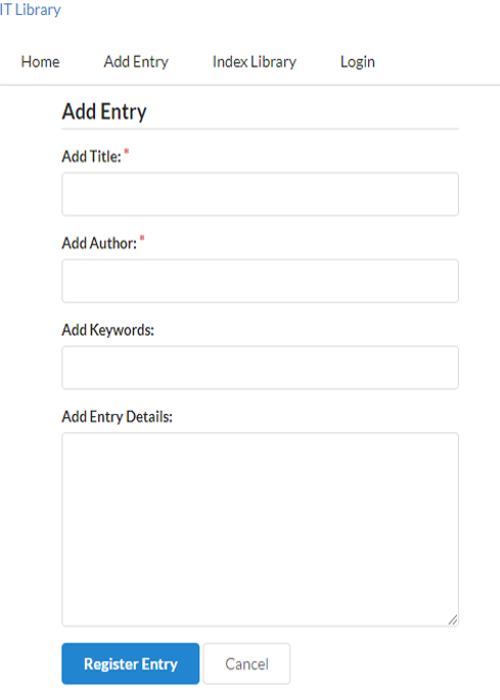 IT Library
Home Add Entry Index Library Login
Add Entry
Add Title: *
Add Author: *
Add Keywords:
Add Entry Details:
Register Entry Cancel